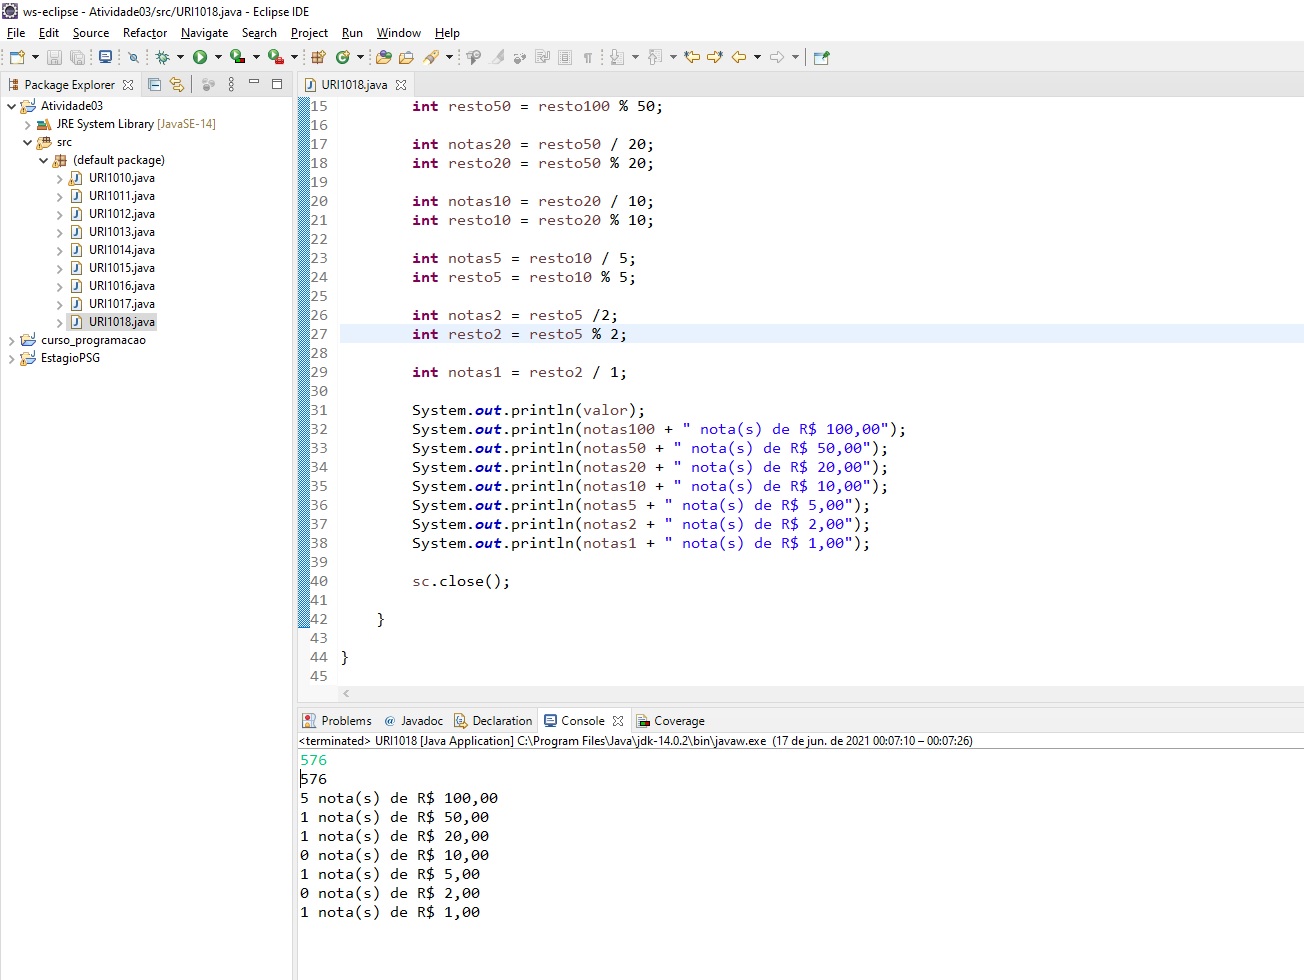 ws-eclipse - Atividade03/src/URI1018.java - Eclipse IDE
File Edit Source Refactor Navigate Search Project Run Window Help
Package Explorer
Atividade03
JRE System Library [JavaSE-14]
src
(default package)
URI1010.java
URI1011.java
URI1012.java
URI1013.java
URI1014.java
URI1015.java
URI1016.java
URI1017.java
URI1018.java
curso_programacao
EstagioPSG
URI1018.java
15 int resto50 = resto100 % 50;
16
17 int notas20 = resto50 / 20;
18 int resto20 = resto50 % 20;
19
20 int notas10 = resto20 / 10;
21 int resto10 = resto20 % 10;
22
23 int notas5 = resto10 / 5;
24 int resto5 = resto10 % 5;
25
26 int notas2 = resto5 /2;
27 int resto2 = resto5 % 2;
28
29 int notas1 = resto2 / 1;
30
31 System.out.println(valor);
32 System.out.println(notas100 + " nota(s) de R$ 100,00");
33 System.out.println(notas50 + " nota(s) de R$ 50,00");
34 System.out.println(notas20 + " nota(s) de R$ 20,00");
35 System.out.println(notas10 + " nota(s) de R$ 10,00");
36 System.out.println(notas5 + " nota(s) de R$ 5,00");
37 System.out.println(notas2 + " nota(s) de R$ 2,00");
38 System.out.println(notas1 + " nota(s) de R$ 1,00");
39
40 sc.close();
41
42 }
43
44 }
45
Problems Javadoc Declaration Console Coverage
<terminated> URI1018 [Java Application] C:\Program Files\Java\jdk-14.0.2\bin\javaw.exe (17 de jun. de 2021 00:07:10 – 00:07:26)
576
576
5 nota(s) de R$ 100,00
1 nota(s) de R$ 50,00
1 nota(s) de R$ 20,00
0 nota(s) de R$ 10,00
1 nota(s) de R$ 5,00
0 nota(s) de R$ 2,00
1 nota(s) de R$ 1,00